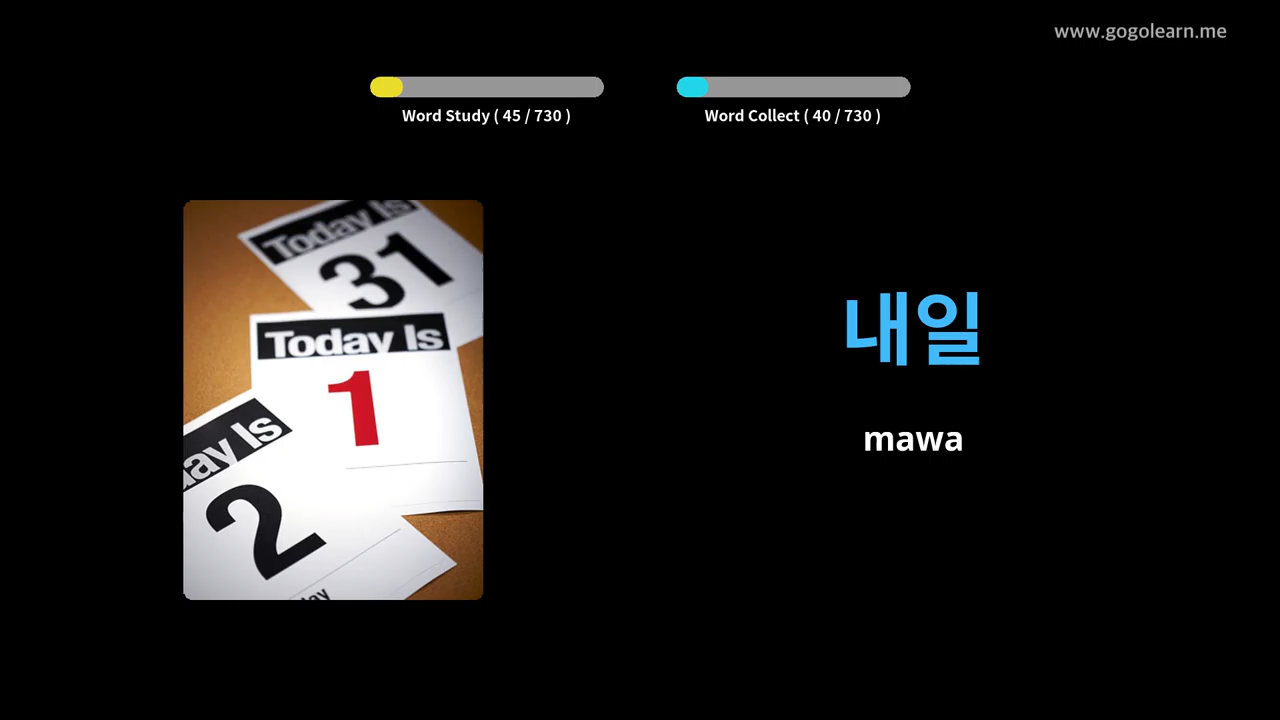 www.gogolearn.me
Word Study ( 45 / 730 )
Word Collect ( 40 / 730 )
Today Is
31
Today Is
1
day Is
2
내일
mawa